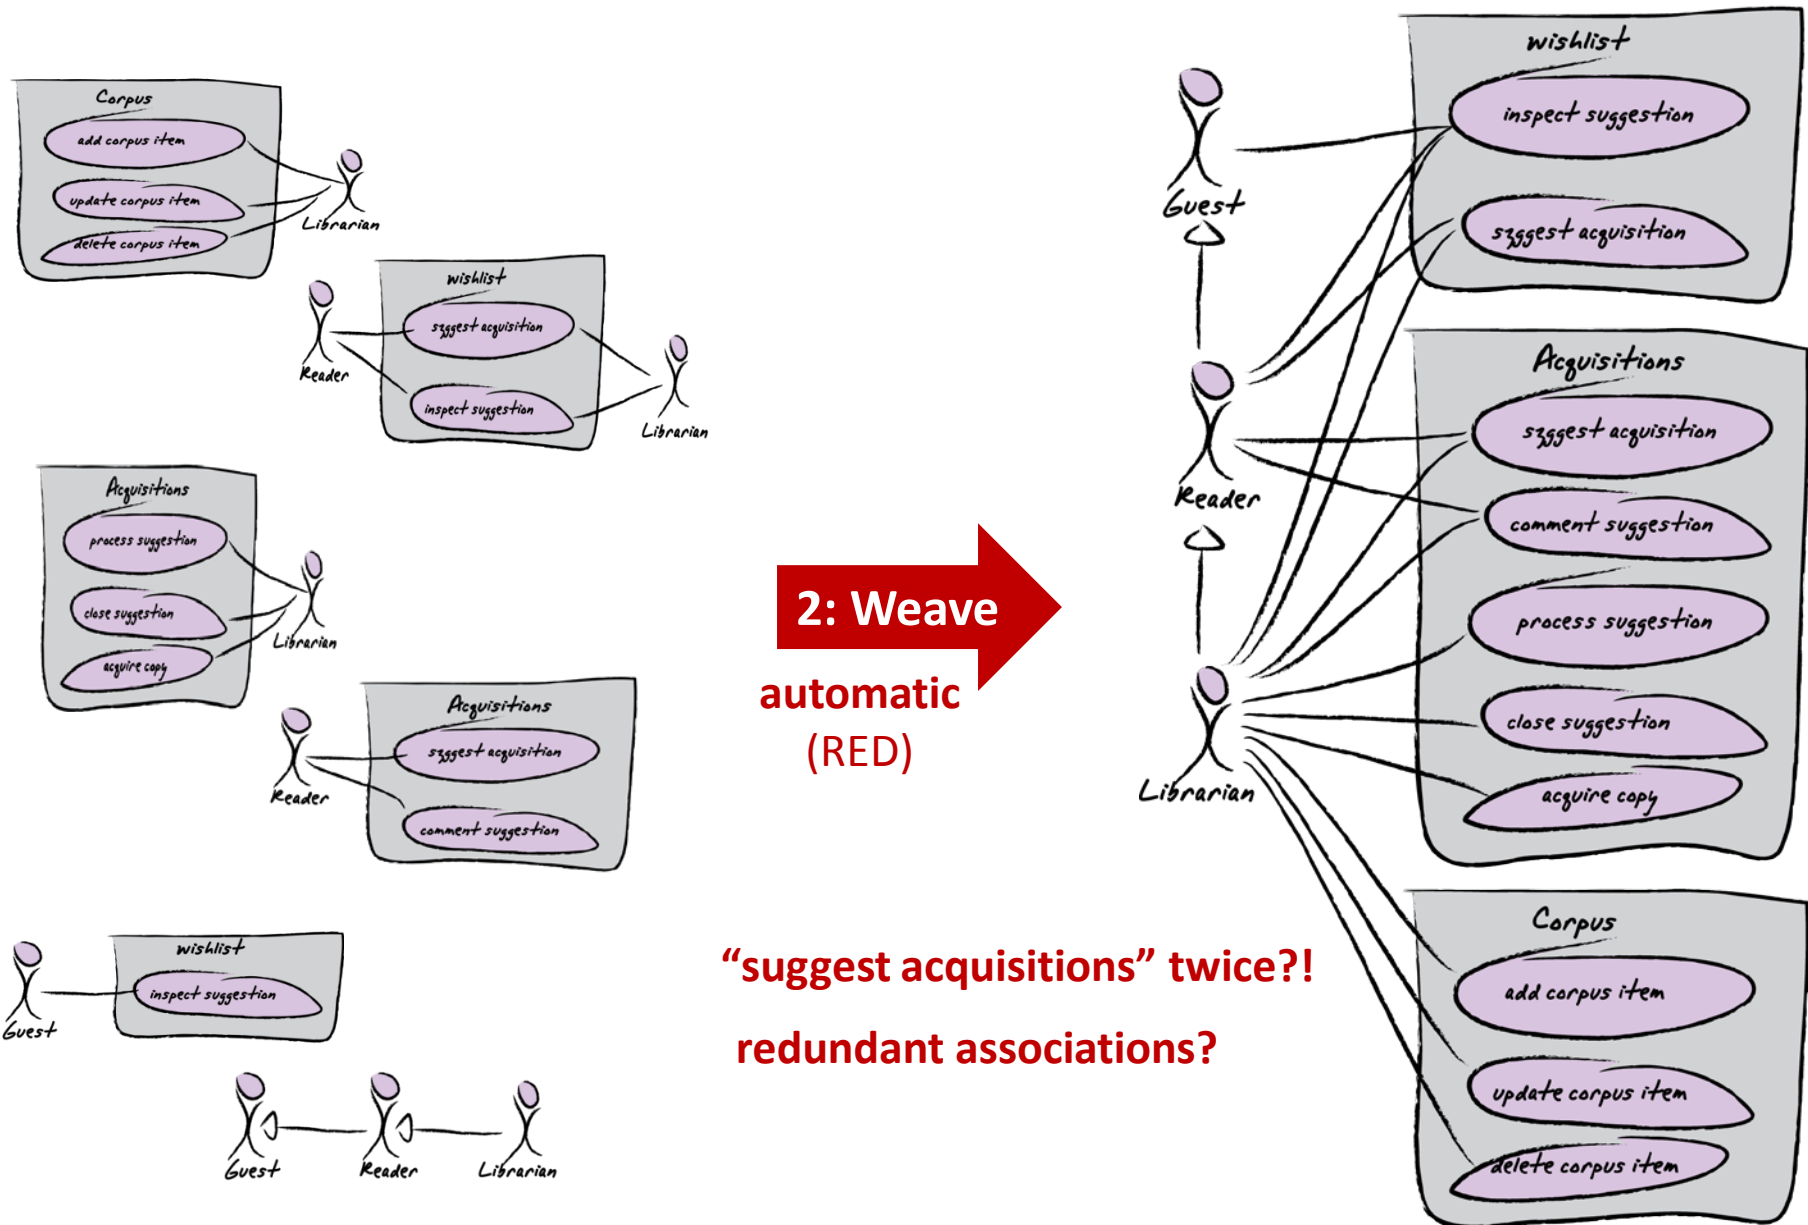 Corpus
add corpus item
update corpus item
delete corpus item
Librarian
wishlist
szggest acquisition
inspect suggestion
Reader
Librarian
Acquisitions
process suggestion
close suggestion
acquire copy
Librarian
Acquisitions
szggest acquisition
comment suggestion
Reader
wishlist
inspect suggestion
Guest
Guest
Reader
Librarian
2: Weave
automatic
(RED)
“suggest acquisitions” twice?!
redundant associations?
Guest
Reader
Librarian
wishlist
inspect suggestion
szggest acquisition
Acquisitions
szggest acquisition
comment suggestion
process suggestion
close suggestion
acquire copy
Corpus
add corpus item
update corpus item
delete corpus item